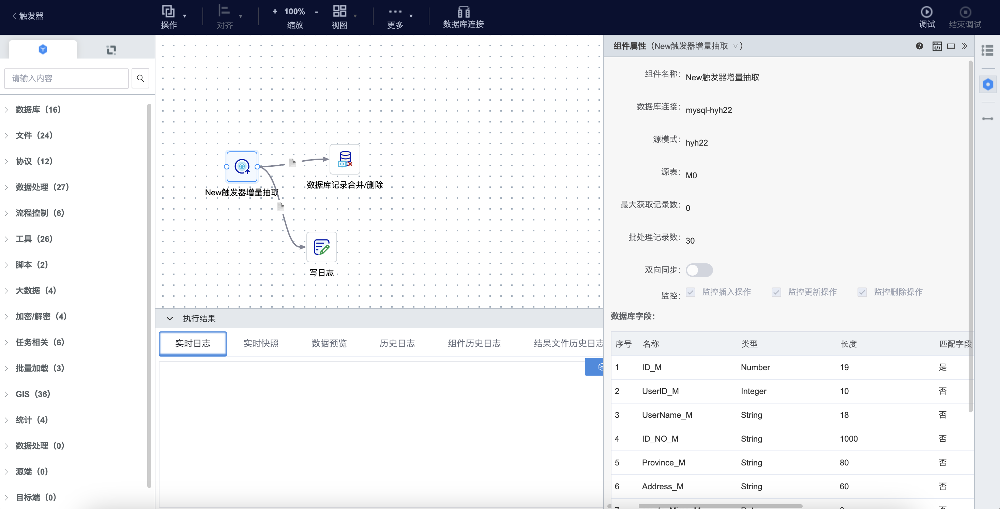 触发器
操作
对齐
+ 100% -
缩放
视图
更多
数据库连接
调试
结束调试
请输入内容
数据库（16）
文件（24）
协议（12）
数据处理（27）
流程控制（6）
工具（26）
脚本（2）
大数据（4）
加密/解密（4）
任务相关（6）
批量加载（3）
GIS（36）
统计（4）
数据处理（0）
源端（0）
目标端（0）
New触发器增量抽取
数据库记录合并/删除
写日志
执行结果
实时日志 实时快照 数据预览 历史日志 组件历史日志 结果文件历史日志
组件属性（New触发器增量抽取）
组件名称： New触发器增量抽取
数据库连接： mysql-hyh22
源模式： hyh22
源表： M0
最大获取记录数： 0
批处理记录数： 30
双向同步：
监控： 监控插入操作 监控更新操作 监控删除操作
数据库字段：
序号 名称 类型 长度 匹配字段
1 ID_M Number 19 是
2 UserID_M Integer 10 否
3 UserName_M String 18 否
4 ID_NO_M String 1000 否
5 Province_M String 80 否
6 Address_M String 60 否